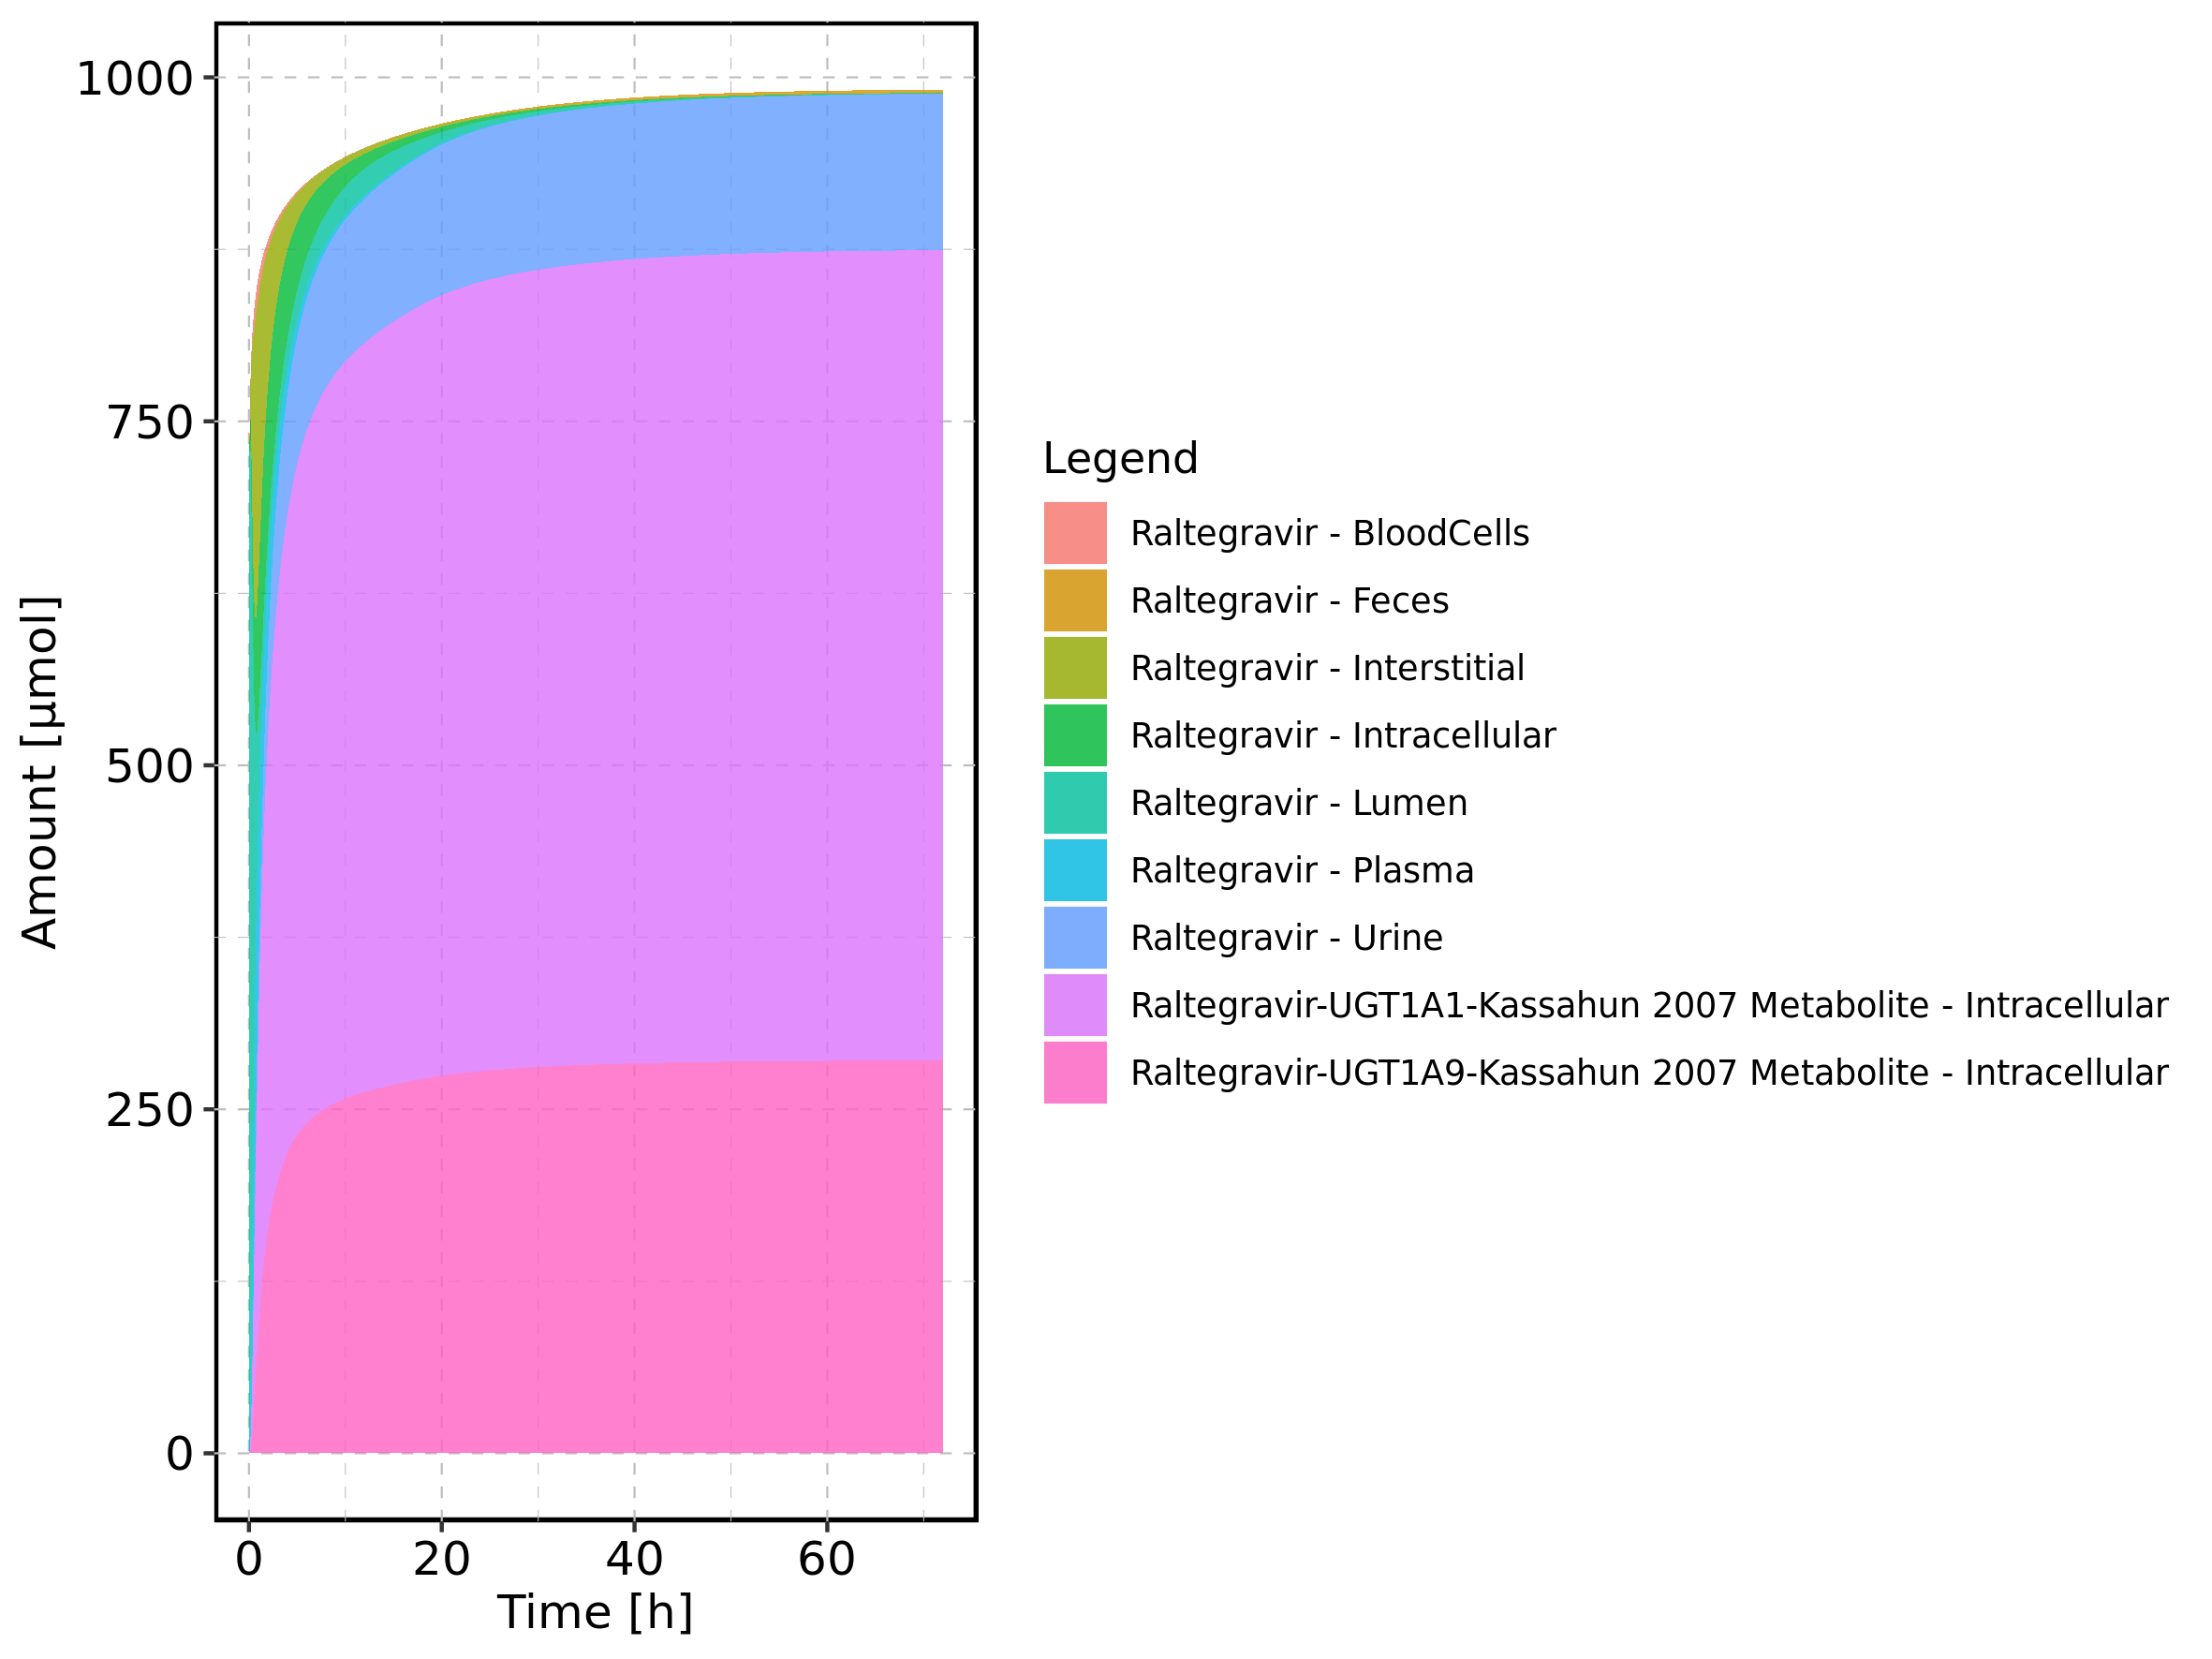 1000
750
500
250
0
Amount [µmol]
0 20 40 60
Time [h]
Legend
Raltegravir - BloodCells
Raltegravir - Feces
Raltegravir - Interstitial
Raltegravir - Intracellular
Raltegravir - Lumen
Raltegravir - Plasma
Raltegravir - Urine
Raltegravir-UGT1A1-Kassahun 2007 Metabolite - Intracellular
Raltegravir-UGT1A9-Kassahun 2007 Metabolite - Intracellular